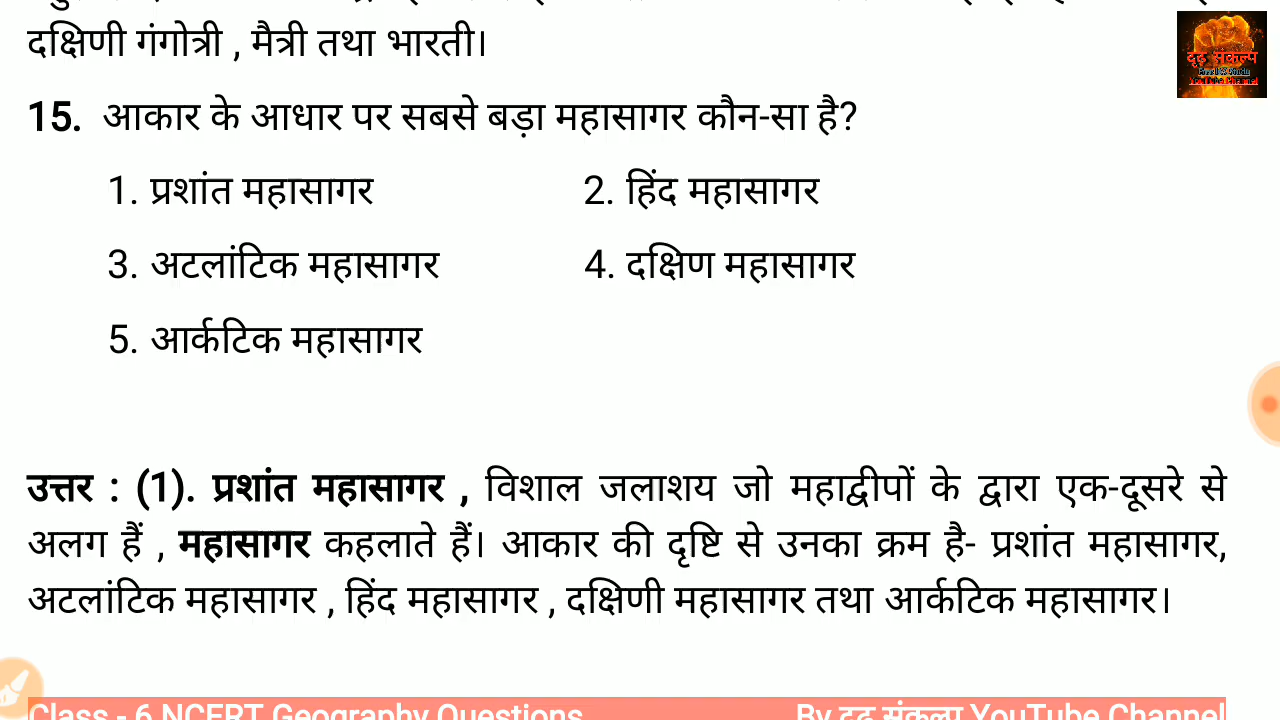 दक्षिणी गंगोत्री , मैत्री तथा भारती।
दृढ़ संकल्प
15. आकार के आधार पर सबसे बड़ा महासागर कौन-सा है?
1. प्रशांत महासागर 2. हिंद महासागर
3. अटलांटिक महासागर 4. दक्षिण महासागर
5. आर्कटिक महासागर
उत्तर : (1). प्रशांत महासागर , विशाल जलाशय जो महाद्वीपों के द्वारा एक-दूसरे से
अलग हैं , महासागर कहलाते हैं। आकार की दृष्टि से उनका क्रम है- प्रशांत महासागर,
अटलांटिक महासागर , हिंद महासागर , दक्षिणी महासागर तथा आर्कटिक महासागर।
Class - 6 NCERT Geography Questions By दृढ़ संकल्प YouTube Channel